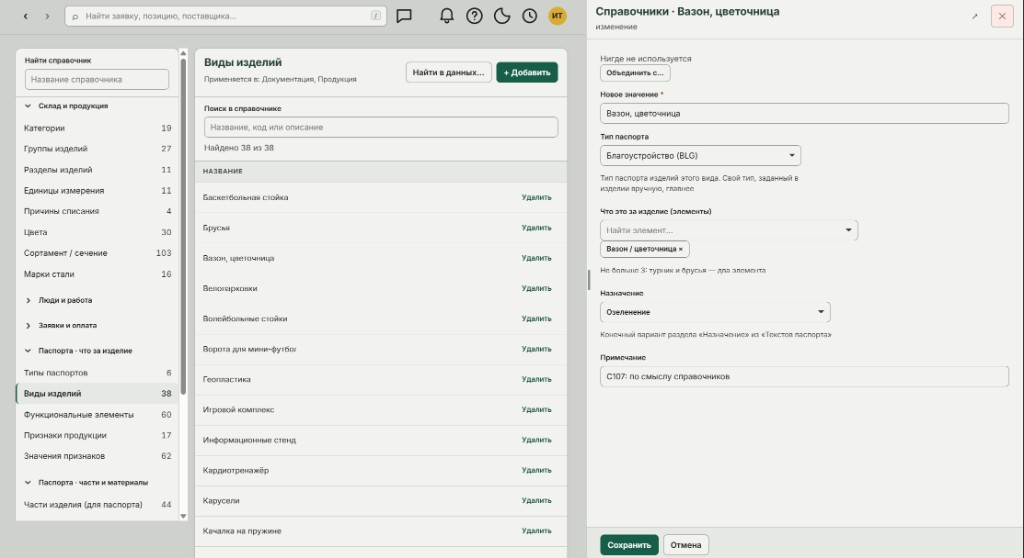 Найти заявку, позицию, поставщика...
/
ИТ
Найти справочник
Название справочника
Склад и продукция
Категории 19
Группы изделий 27
Разделы изделий 11
Единицы измерения 11
Причины списания 4
Цвета 30
Сортамент / сечение 103
Марки стали 16
Люди и работа
Заявки и оплата
Паспорта · что за изделие
Типы паспортов 6
Виды изделий 38
Функциональные элементы 60
Признаки продукции 17
Значения признаков 62
Паспорта · части и материалы
Части изделия (для паспорта) 44
Виды изделий
Применяется в: Документация, Продукция
Найти в данных...
+ Добавить
Поиск в справочнике
Название, код или описание
Найдено 38 из 38
НАЗВАНИЕ
Баскетбольная стойка Удалить
Брусья Удалить
Вазон, цветочница Удалить
Велопарковки Удалить
Волейбольные стойки Удалить
Ворота для мини-футбол Удалить
Геопластика Удалить
Игровой комплекс Удалить
Информационные стенд Удалить
Кардиотренажёр Удалить
Карусели Удалить
Качалка на пружине Удалить
Справочники · Вазон, цветочница
изменение
Нигде не используется
Объединить с...
Новое значение *
Вазон, цветочница
Тип паспорта
Благоустройство (BLG)
Тип паспорта изделий этого вида. Свой тип, заданный в
изделии вручную, главнее
Что это за изделие (элементы)
Найти элемент...
Вазон / цветочница ×
Не больше 3: турник и брусья — два элемента
Назначение
Озеленение
Конечный вариант раздела «Назначение» из «Текстов паспорта»
Примечание
С107: по смыслу справочников
Сохранить
Отмена